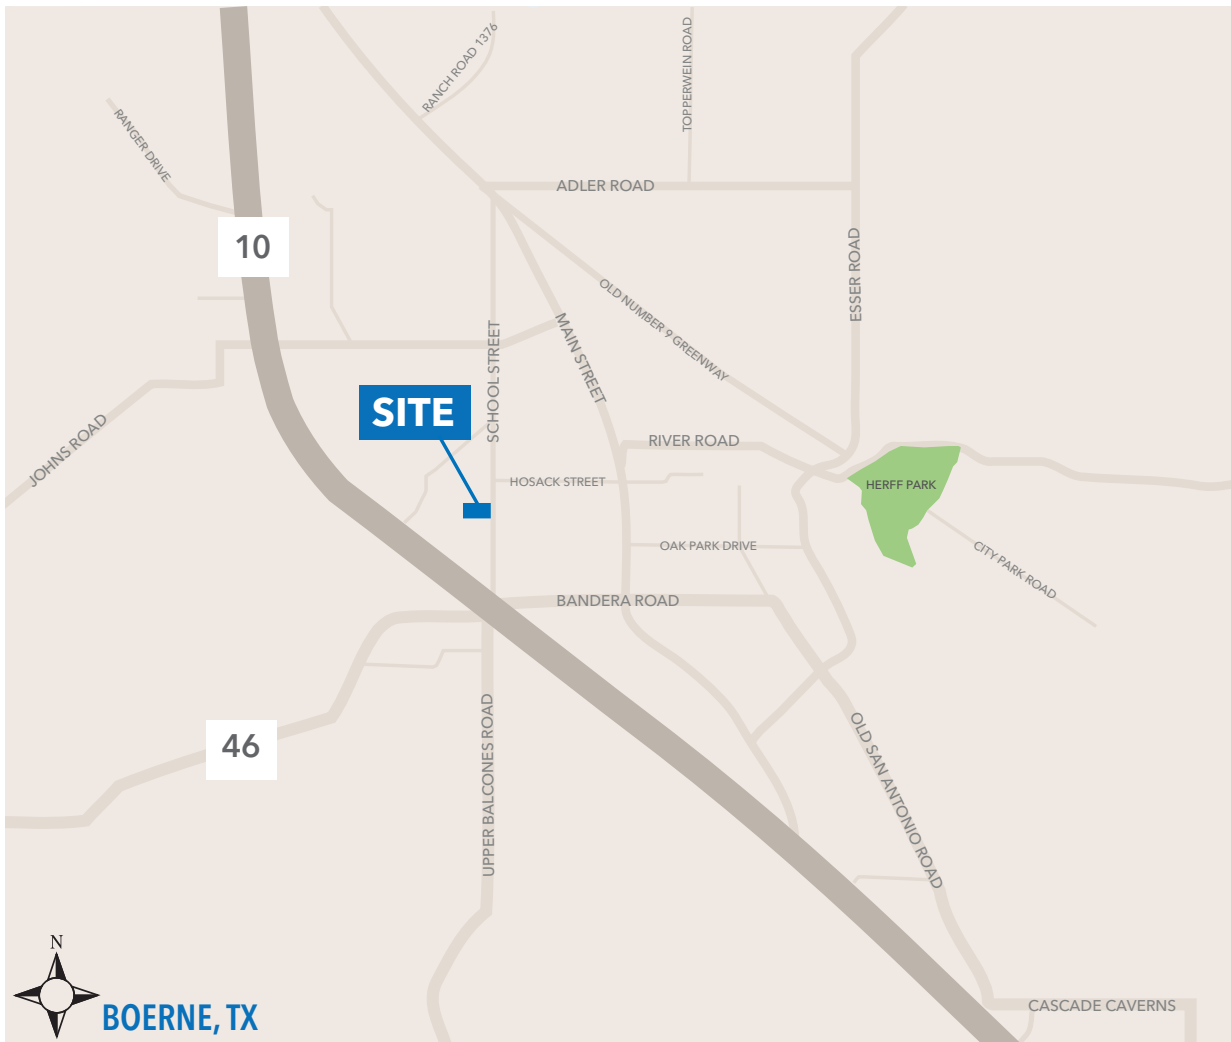 RANCH ROAD 1376
TOPPERWEIN ROAD
RANGER DRIVE
ADLER ROAD
10
ESSER ROAD
OLD NUMBER 9 GREENWAY
MAIN STREET
SCHOOL STREET
SITE
JOHNS ROAD
RIVER ROAD
HOSACK STREET
HERFF PARK
OAK PARK DRIVE
CITY PARK ROAD
BANDERA ROAD
46
UPPER BALCONES ROAD
OLD SAN ANTONIO ROAD
N
BOERNE, TX
CASCADE CAVERNS